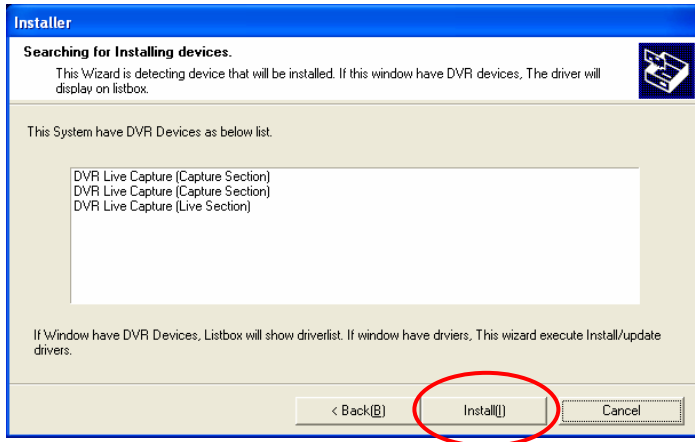 Installer
Searching for Installing devices.
This Wizard is detecting device that will be installed. If this window have DVR devices, The driver will
display on listbox.
This System have DVR Devices as below list.
DVR Live Capture (Capture Section)
DVR Live Capture (Capture Section)
DVR Live Capture (Live Section)
If Window have DVR Devices, Listbox will show driverlist. If window have drviers, This wizard execute Install/update
drivers.
< Back(B) Install(I) Cancel